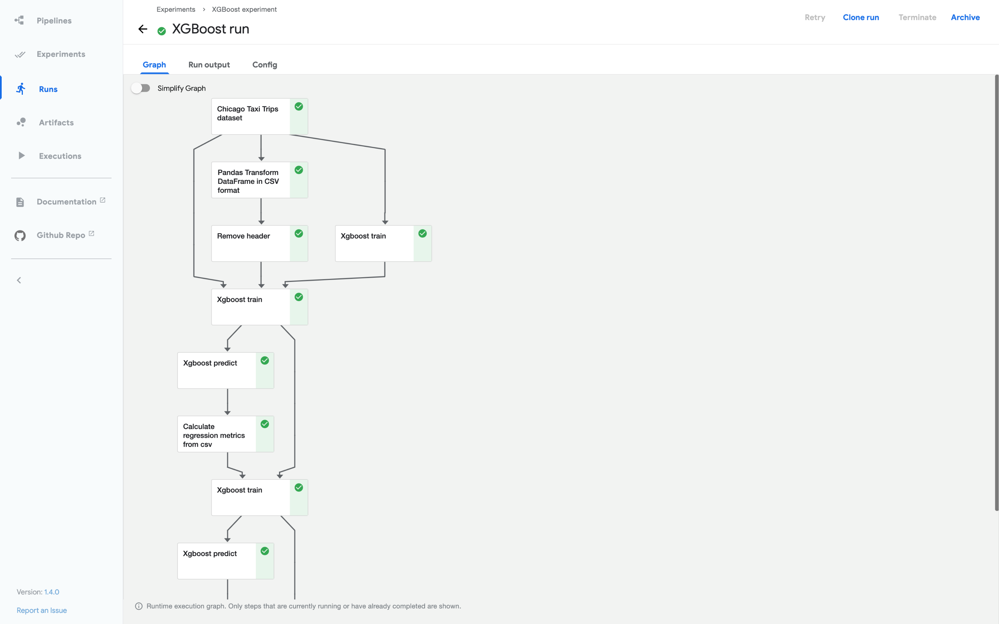 Pipelines
Experiments
Runs
Artifacts
Executions
Documentation
Github Repo
Version: 1.4.0
Report an Issue
Experiments > XGBoost experiment
XGBoost run
Retry
Clone run
Terminate
Archive
Graph
Run output
Config
Simplify Graph
Chicago Taxi Trips
dataset
Pandas Transform
DataFrame in CSV
format
Remove header
Xgboost train
Xgboost train
Xgboost predict
Calculate
regression metrics
from csv
Xgboost train
Xgboost predict
Runtime execution graph. Only steps that are currently running or have already completed are shown.